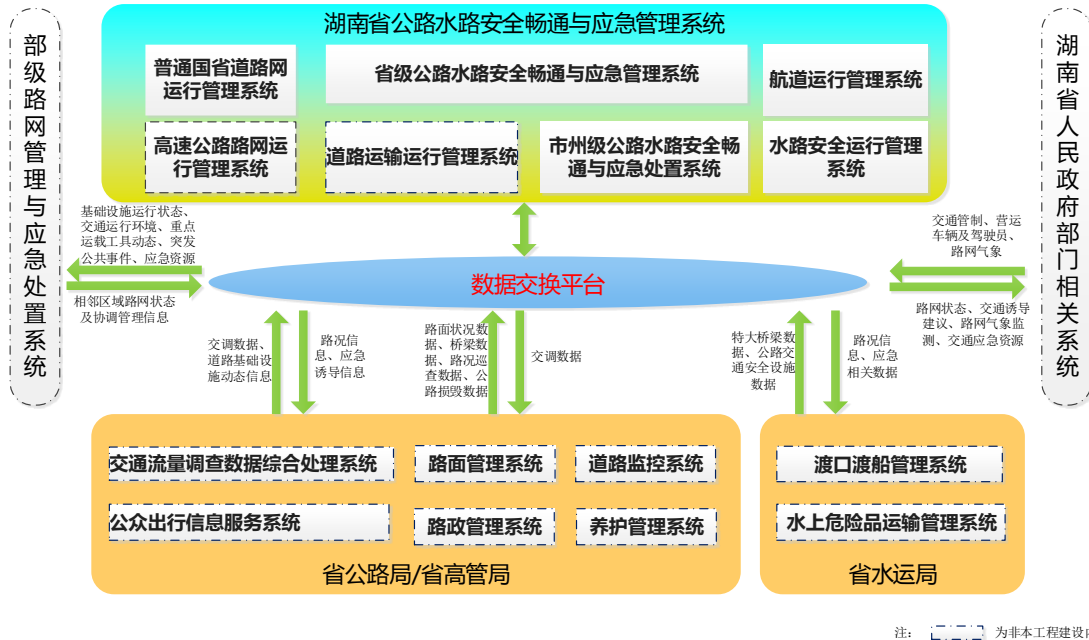 湖南省公路水路安全畅通与应急管理系统
部级路网管理与应急处置系统
普通国省道路网
运行管理系统
省级公路水路安全畅通与应急管理系统
航道运行管理系统
高速公路路网运
行管理系统
道路运输运行管理系统
市州级公路水路安全畅
通与应急处置系统
水路安全运行管理
系统
湖南省人民政府部门相关系统
基础设施运行状态、
交通运行环境、重点
运载工具动态、突发
公共事件、应急资源
相邻区域路网状态
及协调管理信息
数据交换平台
交通管制、营运
车辆及驾驶员、
路网气象
路网状态、交通诱导
建议、路网气象监
测、交通应急资源
交调数据、
道路基础设
施动态信息
路况信
息、应急
诱导信息
路面状况数
据、桥梁数
据、路况巡
查数据、公
路损毁数据
交调数据
特大桥梁数
据、公路交
通安全设施
数据
路况信
息、应急
相关数据
交通流量调查数据综合处理系统
路面管理系统
道路监控系统
公众出行信息服务系统
路政管理系统
养护管理系统
省公路局/省高管局
渡口渡船管理系统
水上危险品运输管理系统
省水运局
注：
为非本工程建设